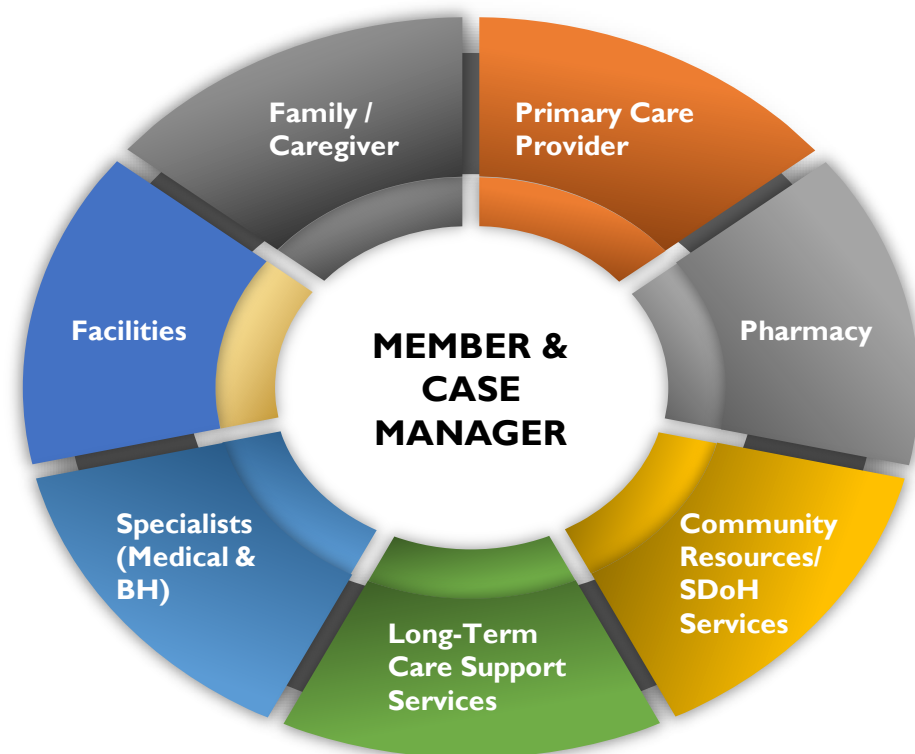 Family /
Caregiver
Primary Care
Provider
Facilities
MEMBER &
CASE
MANAGER
Pharmacy
Specialists
(Medical &
BH)
Community
Resources/
SDoH
Services
Long-Term
Care Support
Services